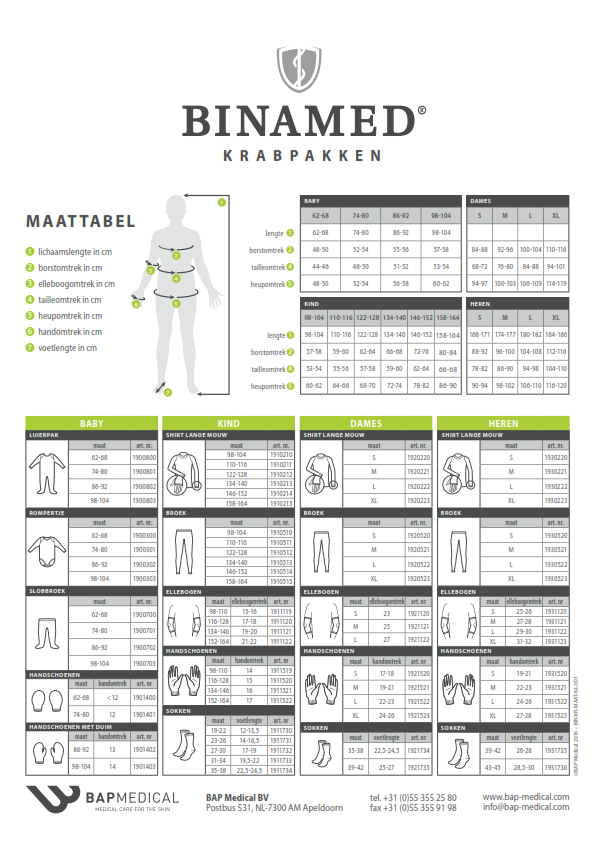 BINAMED®
KRABPAKKEN
MAATTABEL
1 lichaamslengte in cm
2 borstomtrek in cm
3 elleboogomtrek in cm
4 tailleomtrek in cm
5 heupomtrek in cm
6 handomtrek in cm
7 voetlengte in cm
BABY
62-68 74-80 86-92 98-104
lengte 1 62-68 74-80 86-92 98-104
borstomtrek 2 48-50 52-54 55-56 57-58
tailleomtrek 4 44-46 48-50 51-52 53-54
heupomtrek 5 48-50 52-54 56-58 60-62
DAMES
S M L XL
84-88 92-96 100-104 110-116
68-72 76-80 84-88 94-101
94-97 100-103 106-109 114-119
KIND
98-104 110-116 122-128 134-140 146-152 158-164
lengte 1 98-104 110-116 122-128 134-140 146-152 158-164
borstomtrek 2 57-58 59-60 62-64 66-68 72-76 80-84
tailleomtrek 4 53-54 55-56 57-58 59-60 62-64 66-68
heupomtrek 5 60-62 64-66 68-70 72-74 78-82 86-90
HEREN
S M L XL
168-171 174-177 180-182 184-186
88-92 96-100 104-108 112-116
78-82 86-90 94-98 104-110
90-94 98-102 106-110 116-120
BABY
LUIERPAK
maat art. nr.
62-68 1900800
74-80 1900801
86-92 1900802
98-104 1900803
ROMPERTJE
maat art. nr.
62-68 1900300
74-80 1900301
86-92 1900302
98-104 1900303
SLOBBROEK
maat art. nr.
62-68 1900700
74-80 1900701
86-92 1900702
98-104 1900703
HANDSCHOENEN
maat handomtrek art. nr
62-68 < 12 1901400
74-80 12 1901401
HANDSCHOENEN MET DUIM
86-92 13 1901402
98-104 14 1901403
KIND
SHIRT LANGE MOUW
maat art. nr.
98-104 1910210
110-116 1910211
122-128 1910212
134-140 1910213
146-152 1910214
158-164 1910215
BROEK
maat art. nr.
98-104 1910510
110-116 1910511
122-128 1910512
134-140 1910513
146-152 1910514
158-164 1910515
ELLEBOGEN
maat elleboogomtrek art. nr.
98-110 15-16 1911119
116-128 17-18 1911120
134-146 19-20 1911121
152-164 21-22 1911122
HANDSCHOENEN
maat handomtrek art. nr
98-110 14 1911519
116-128 15 1911520
134-146 16 1911521
152-164 17 1911522
SOKKEN
maat voetlengte art. nr
19-22 12-13,5 1911730
23-26 14-16,5 1911731
27-30 17-19 1911732
31-34 19,5-22 1911733
35-38 22,5-24,5 1911734
DAMES
SHIRT LANGE MOUW
maat art. nr.
S 1920220
M 1920221
L 1920222
XL 1920223
BROEK
maat art. nr.
S 1920520
M 1920521
L 1920522
XL 1920523
ELLEBOGEN
maat elleboogomtrek art. nr.
S 23 1921120
M 25 1921121
L 27 1921122
HANDSCHOENEN
maat handomtrek art. nr
S 17-18 1921520
M 19-21 1921521
L 22-23 1921522
XL 24-26 1921523
SOKKEN
maat voetlengte art. nr
35-38 22,5-24,5 1921734
39-42 25-27 1921735
HEREN
SHIRT LANGE MOUW
maat art. nr.
S 1930220
M 1930221
L 1930222
XL 1930223
BROEK
maat art. nr.
S 1930520
M 1930521
L 1930522
XL 1930523
ELLEBOGEN
maat elleboogomtrek art. nr.
S 25-26 1931120
M 27-28 1931121
L 29-30 1931122
XL 31-32 1931123
HANDSCHOENEN
maat handomtrek art. nr
S 19-21 1931520
M 22-23 1931521
L 24-26 1931522
XL 27-28 1931523
SOKKEN
maat voetlengte art. nr
39-42 26-28 1931735
43-45 28,5-30 1931736
BAPMEDICAL
MEDICAL CARE FOR THE SKIN
BAP Medical BV
Postbus 531, NL-7300 AM Apeldoorn
tel. +31 (0)55 355 25 80
fax +31 (0)55 355 91 98
www.bap-medical.com
info@bap-medical.com